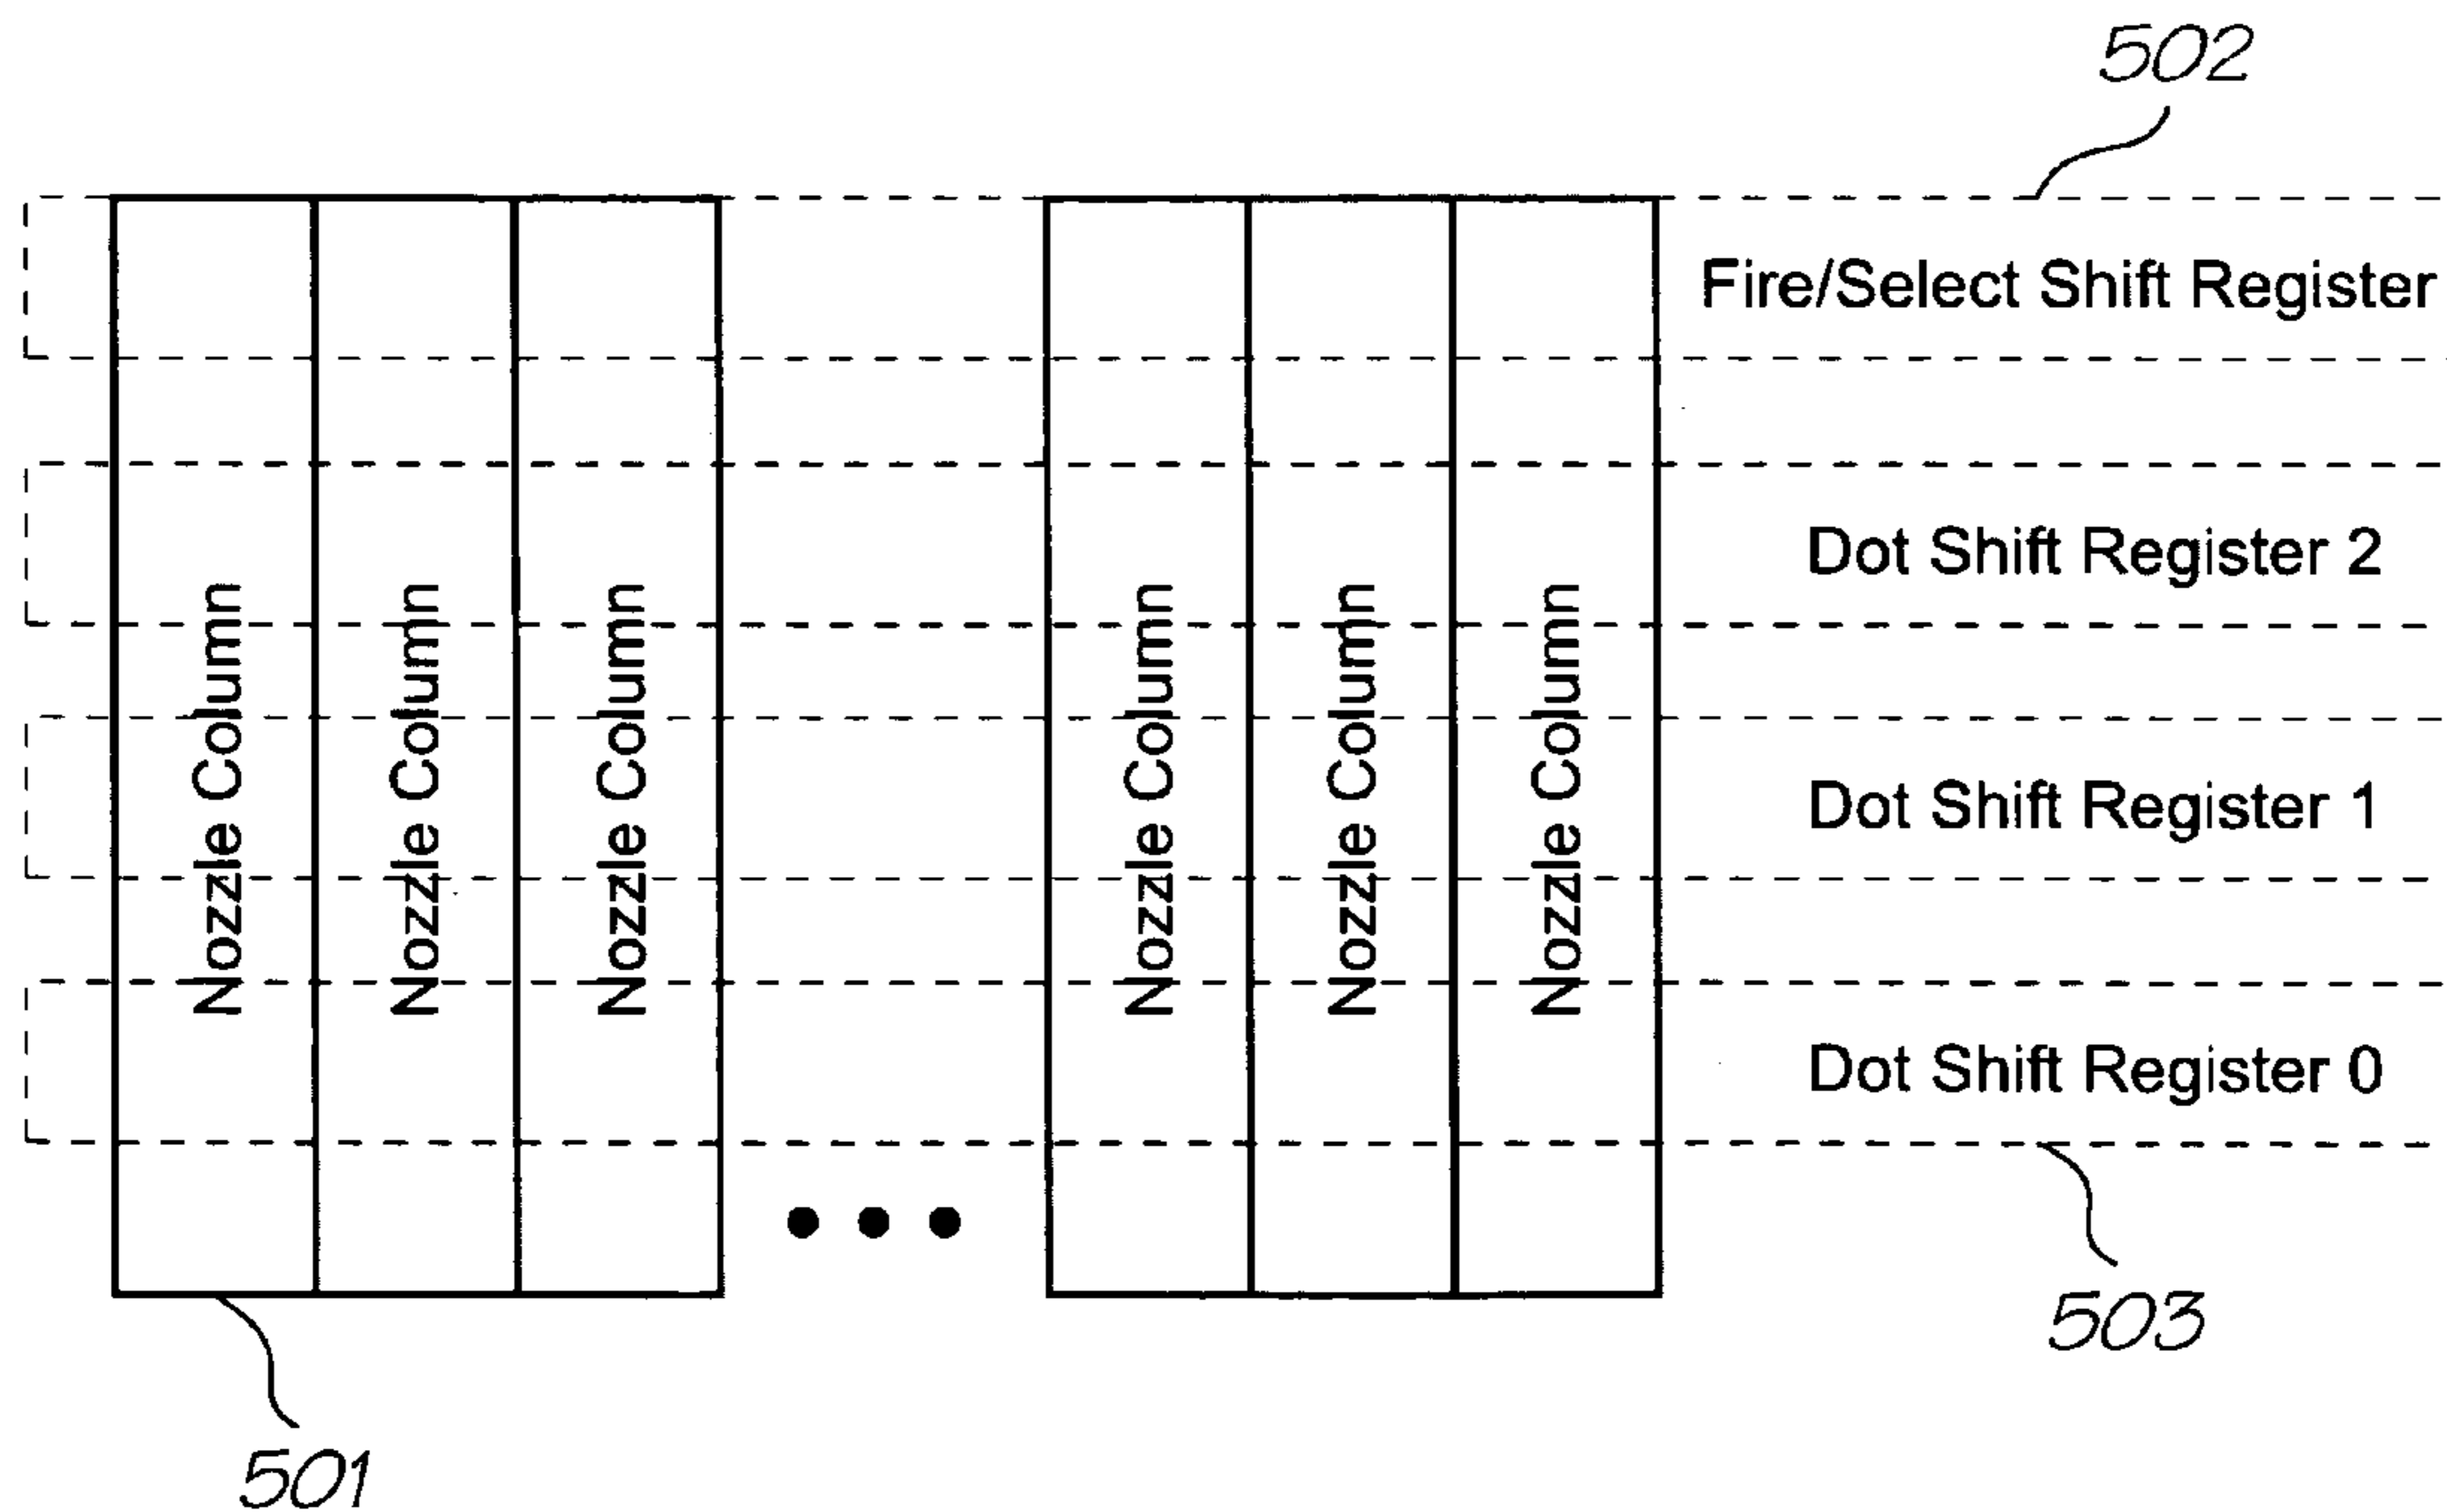 502
Fire/Select Shift Register
Dot Shift Register 2
Nozzle Column
Nozzle Column
Nozzle Column
Nozzle Column
Nozzle Column
Nozzle Column
Dot Shift Register 1
Dot Shift Register 0
503
501